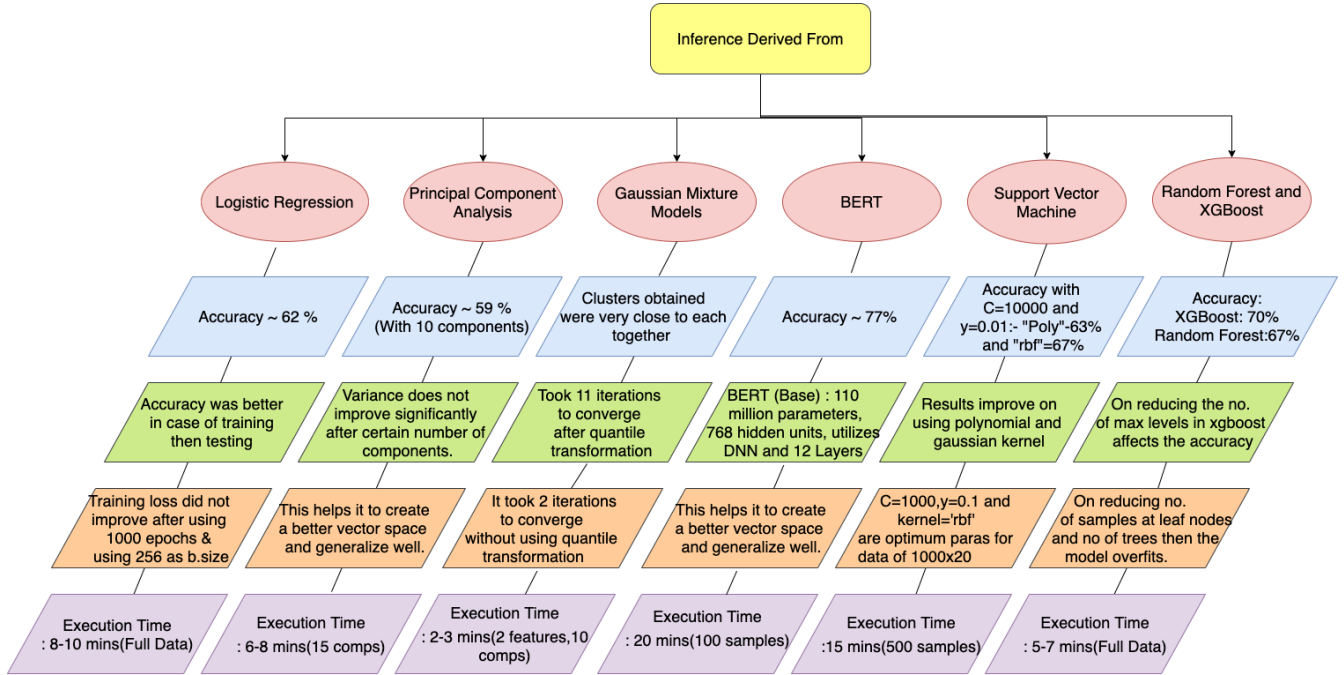 Inference Derived From
Logistic Regression
Principal Component
Analysis
Gaussian Mixture
Models
BERT
Support Vector
Machine
Random Forest and
XGBoost
Accuracy ~ 62 %
Accuracy ~ 59 %
(With 10 components)
Clusters obtained
were very close to each
together
Accuracy ~ 77%
Accuracy with
C=10000 and
y=0.01:- "Poly"-63%
and "rbf"=67%
Accuracy:
XGBoost: 70%
Random Forest:67%
Accuracy was better
in case of training
then testing
Variance does not
improve significantly
after certain number of
components.
Took 11 iterations
to converge
after quantile
transformation
BERT (Base) : 110
million parameters,
768 hidden units, utilizes
DNN and 12 Layers
Results improve on
using polynomial and
gaussian kernel
On reducing the no.
of max levels in xgboost
affects the accuracy
Training loss did not
improve after using
1000 epochs &
using 256 as b.size
This helps it to create
a better vector space
and generalize well.
It took 2 iterations
to converge
without using quantile
transformation
This helps it to create
a better vector space
and generalize well.
C=1000,y=0.1 and
kernel='rbf'
are optimum paras for
data of 1000x20
On reducing no.
of samples at leaf nodes
and no of trees then the
model overfits.
Execution Time
: 8-10 mins(Full Data)
Execution Time
: 6-8 mins(15 comps)
Execution Time
: 2-3 mins(2 features,10
comps)
Execution Time
: 20 mins(100 samples)
Execution Time
:15 mins(500 samples)
Execution Time
: 5-7 mins(Full Data)